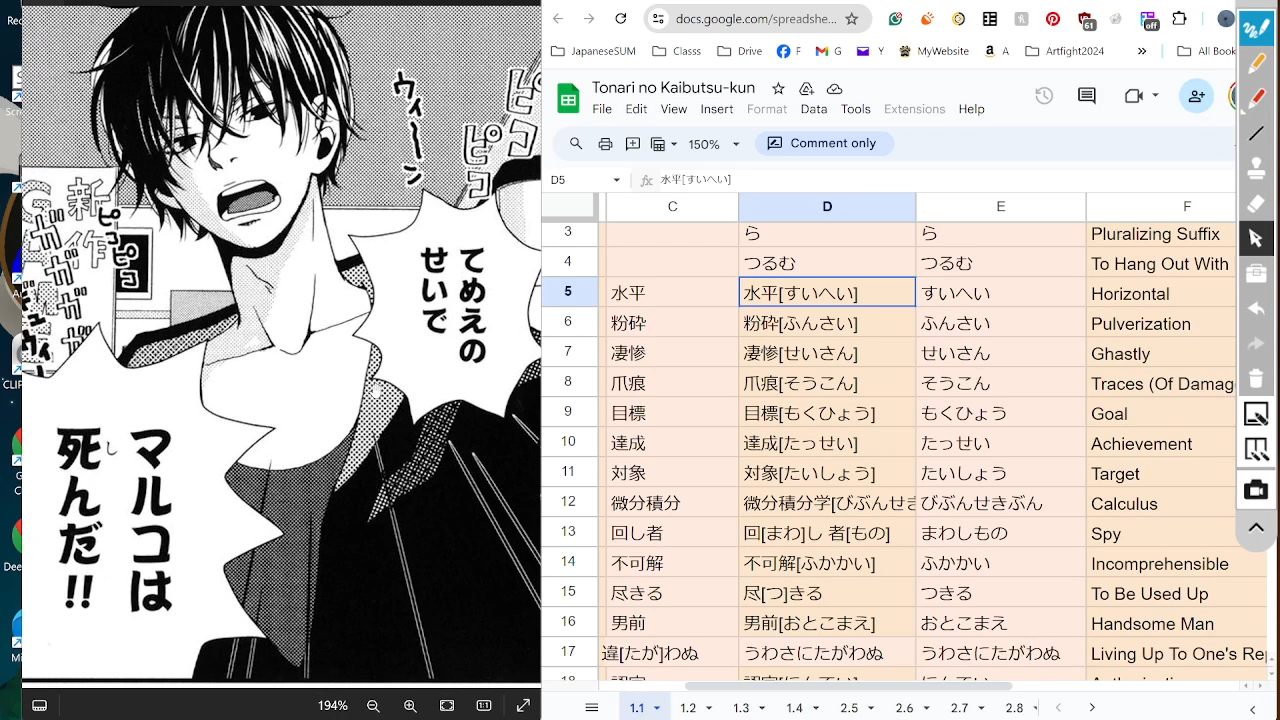 ウィーン
ピコ
ピコ
新作
ピコピコ
ガガガガ
てめえの
せいで
マルコは
死んだ!!
し
194%
1:1
docs.google.com/spreadshe...
61
off
JapaneseSUM
Classs
Drive
F
G
Y
MyWebsite
A
Artfight2024
»
All Book
Tonari no Kaibutsu-kun
File Edit View Insert Format Data Tools Extensions Help
150%
Comment only
D5
fx 水平[すいへい]
C D E F
3 ら ら Pluralizing Suffix
4 つるむ つるむ To Hang Out With
5 水平 水平[すいへい] すいへい Horizontal
6 粉砕 粉砕[ふんさい] ふんさい Pulverization
7 凄惨 凄惨[せいさん] せいさん Ghastly
8 爪痕 爪痕[そうこん] そうこん Traces (Of Damag
9 目標 目標[もくひょう] もくひょう Goal
10 達成 達成[たっせい] たっせい Achievement
11 対象 対象[たいしょう] たいしょう Target
12 微分積分 微分積分学[びぶんせき びぶんせきぶん Calculus
13 回し者 回[まわ]し 者[もの] まわしもの Spy
14 不可解 不可解[ふかかい] ふかかい Incomprehensible
15 尽きる 尽[つ]きる つきる To Be Used Up
16 男前 男前[おとこまえ] おとこまえ Handsome Man
17 違[たが]わぬ うわさにたがわぬ うわさにたがわぬ Living Up To One's Rep
1.1 1.2 1.3 1.4 2.5 2.6 2.7 2.8